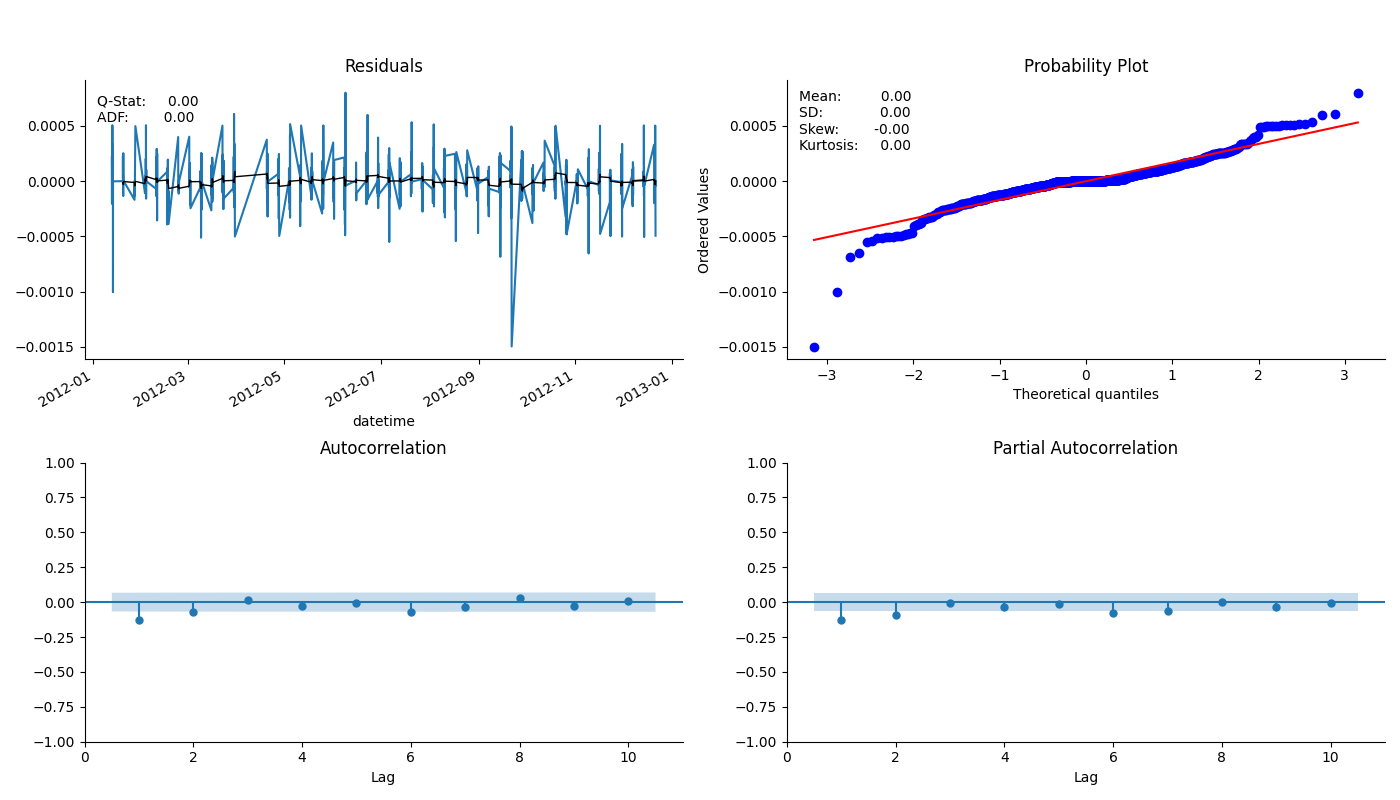 Residuals
Q-Stat: 0.00
ADF: 0.00
0.0005
0.0000
−0.0005
−0.0010
−0.0015
2012-01
2012-03
2012-05
2012-07
2012-09
2012-11
2013-01
datetime
Probability Plot
Mean: 0.00
SD: 0.00
Skew: -0.00
Kurtosis: 0.00
Ordered Values
0.0005
0.0000
−0.0005
−0.0010
−0.0015
−3 −2 −1 0 1 2 3
Theoretical quantiles
Autocorrelation
1.00
0.75
0.50
0.25
0.00
−0.25
−0.50
−0.75
−1.00
0 2 4 6 8 10
Lag
Partial Autocorrelation
1.00
0.75
0.50
0.25
0.00
−0.25
−0.50
−0.75
−1.00
0 2 4 6 8 10
Lag